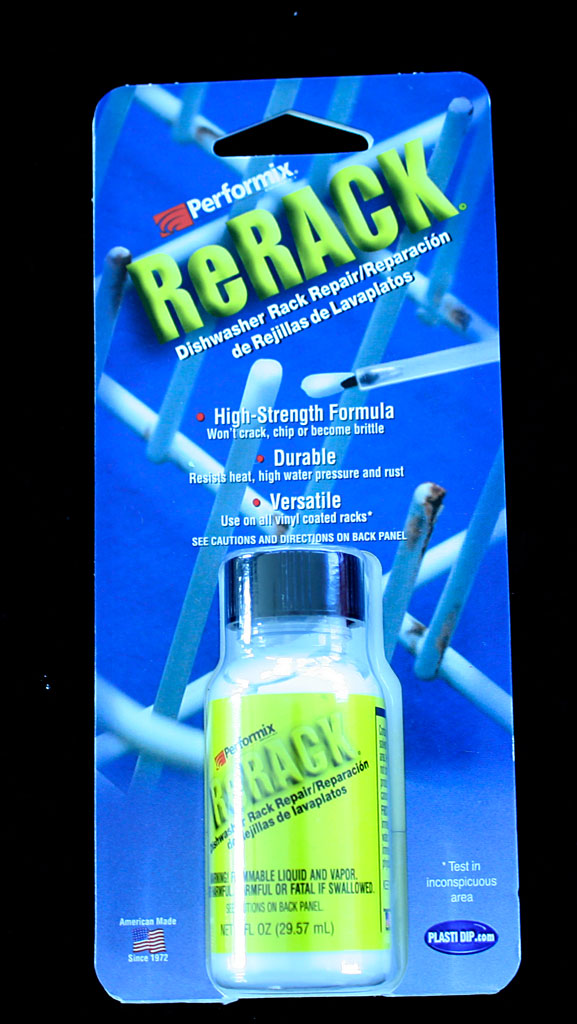 Performix
ReRACK
Dishwasher Rack Repair/Reparación
de Rejillas de Lavaplatos
• High-Strength Formula
Won't crack, chip or become brittle
• Durable
Resists heat, high water pressure and rust
• Versatile
Use on all vinyl coated racks*
SEE CAUTIONS AND DIRECTIONS ON BACK PANEL
Performix
ReRACK
Dishwasher Rack Repair/Reparación
de Rejillas de lavaplatos
LIQUID AND VAPOR.
OR FATAL IF SWALLOWED.
ON BACK PANEL.
FL OZ (29.57 mL)
* Test in
inconspicuous
area
PLASTI DIP.com
American Made
Since 1972